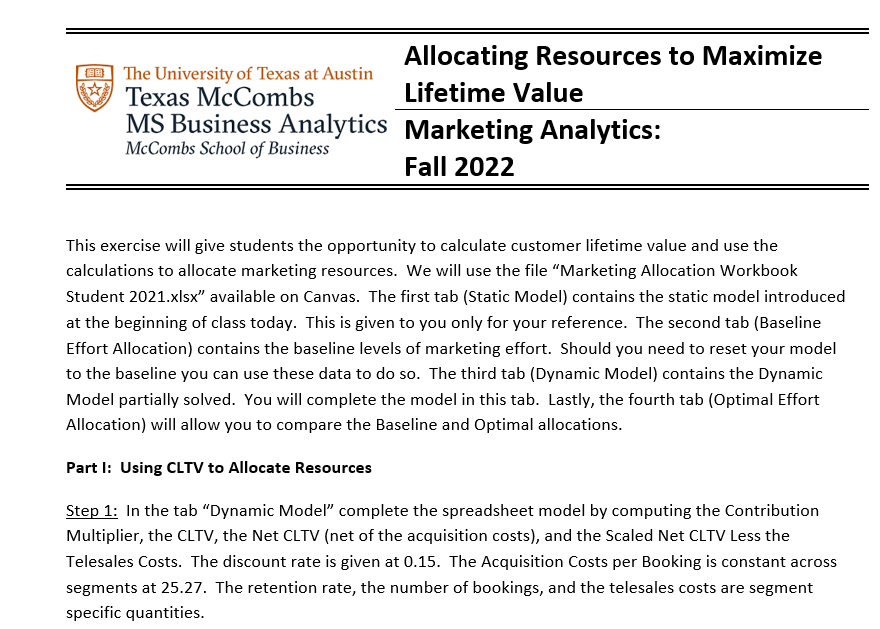 The University of Texas at Austin
Texas McCombs
MS Business Analytics
McCombs School of Business
Allocating Resources to Maximize
Lifetime Value
Marketing Analytics:
Fall 2022
This exercise will give students the opportunity to calculate customer lifetime value and use the
calculations to allocate marketing resources.  We will use the file “Marketing Allocation Workbook
Student 2021.xlsx” available on Canvas.  The first tab (Static Model) contains the static model introduced
at the beginning of class today.  This is given to you only for your reference.  The second tab (Baseline
Effort Allocation) contains the baseline levels of marketing effort.  Should you need to reset your model
to the baseline you can use these data to do so.  The third tab (Dynamic Model) contains the Dynamic
Model partially solved.  You will complete the model in this tab.  Lastly, the fourth tab (Optimal Effort
Allocation) will allow you to compare the Baseline and Optimal allocations.
Part I:  Using CLTV to Allocate Resources
Step 1:  In the tab “Dynamic Model” complete the spreadsheet model by computing the Contribution
Multiplier, the CLTV, the Net CLTV (net of the acquisition costs), and the Scaled Net CLTV Less the
Telesales Costs.  The discount rate is given at 0.15.  The Acquisition Costs per Booking is constant across
segments at 25.27.  The retention rate, the number of bookings, and the telesales costs are segment
specific quantities.